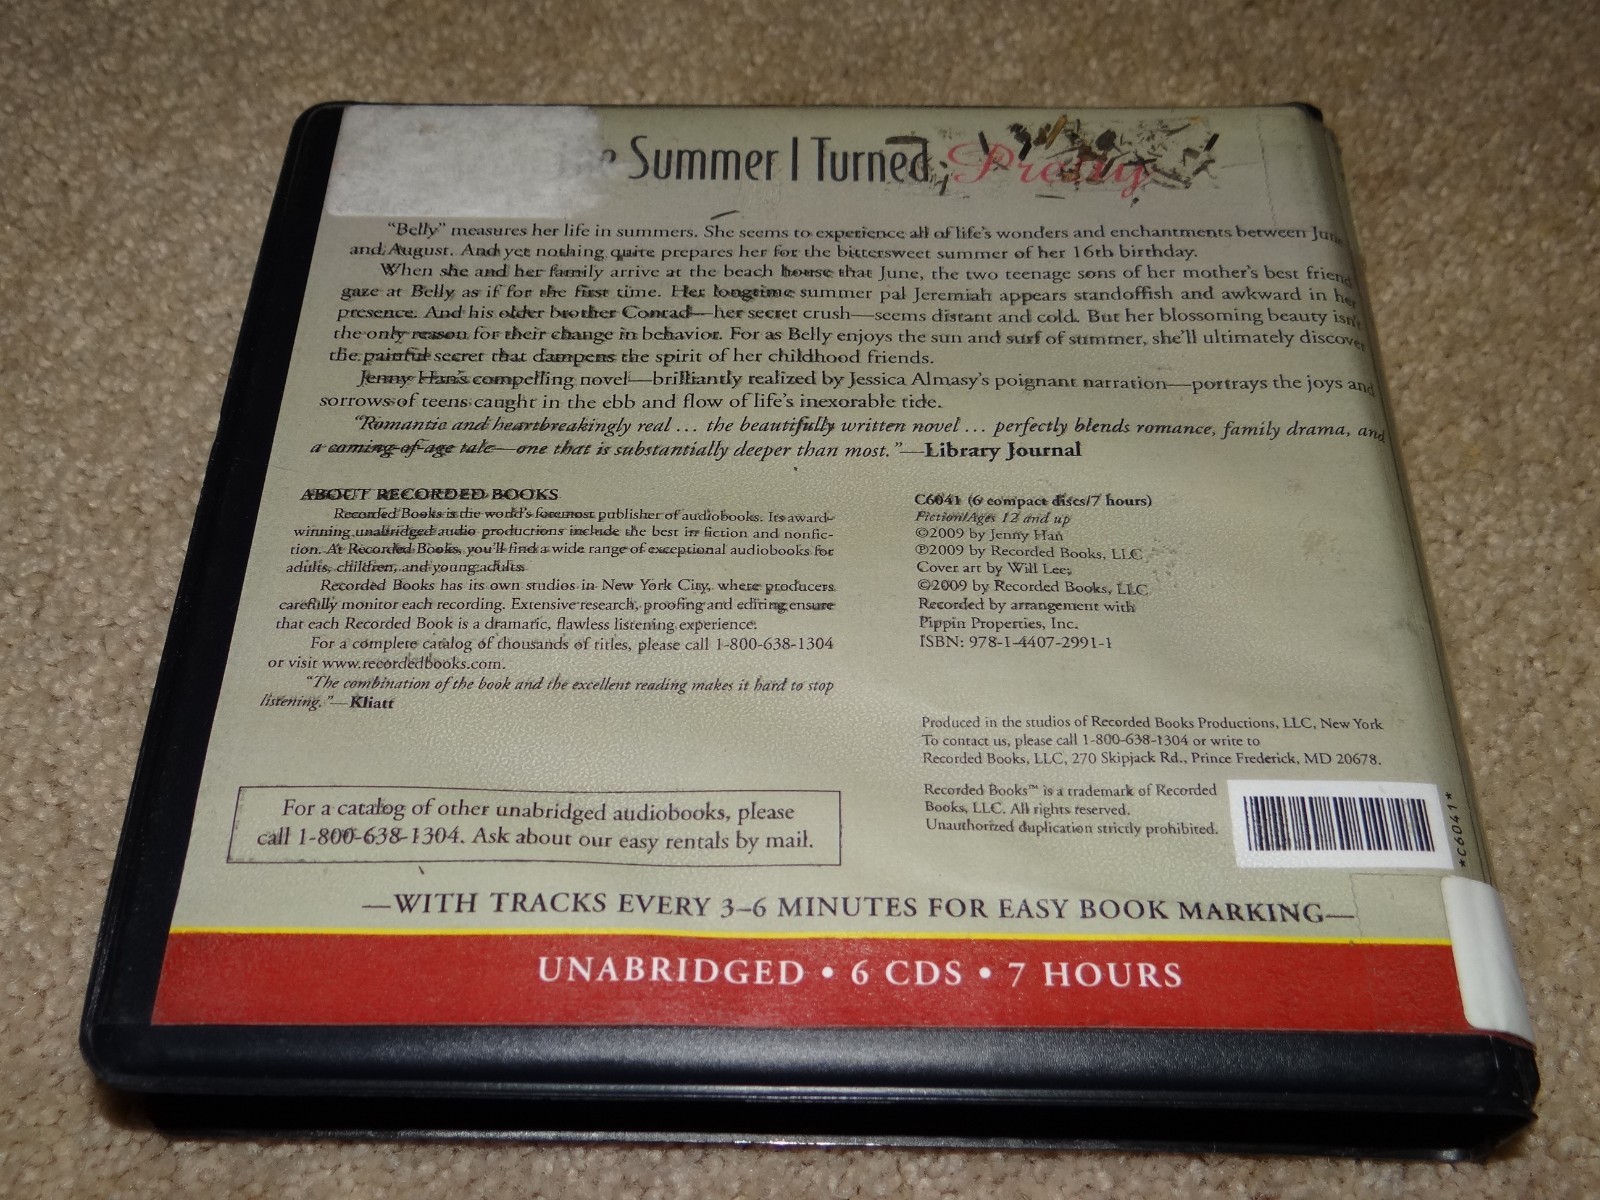 Summer I Turned Pretty
"Belly" measures her life in summers. She seems to experience all of life's wonders and enchantments between June
and August. And yet nothing quite prepares her for the bittersweet summer of her 16th birthday.
When she and her family arrive at the beach house that June, the two teenage sons of her mother's best friend
gaze at Belly as if for the first time. Her longtime summer pal Jeremiah appears standoffish and awkward in her
presence. And his older brother Conrad—her secret crush—seems distant and cold. But her blossoming beauty isn't
the only reason for their change in behavior. For as Belly enjoys the sun and surf of summer, she'll ultimately discover
the painful secret that dampens the spirit of her childhood friends.
Jenny Han's compelling novel—brilliantly realized by Jessica Almasy's poignant narration—portrays the joys and
sorrows of teens caught in the ebb and flow of life's inexorable tide.
"Romantic and heartbreakingly real ... the beautifully written novel ... perfectly blends romance, family drama, and
a coming-of-age tale—one that is substantially deeper than most."—Library Journal
ABOUT RECORDED BOOKS
Recorded Books is the world's foremost publisher of audiobooks. Its award-
winning unabridged audio productions include the best in fiction and nonfic-
tion. At Recorded Books, you'll find a wide range of exceptional audiobooks for
adults, children, and young adults.
Recorded Books has its own studios in New York City, where producers
carefully monitor each recording. Extensive research, proofing and editing ensure
that each Recorded Book is a dramatic, flawless listening experience.
For a complete catalog of thousands of titles, please call 1-800-638-1304
or visit www.recordedbooks.com.
"The combination of the book and the excellent reading makes it hard to stop
listening."—Kliatt
For a catalog of other unabridged audiobooks, please
call 1-800-638-1304. Ask about our easy rentals by mail.
C6041 (6 compact discs/7 hours)
Fiction/Ages 12 and up
©2009 by Jenny Han
℗2009 by Recorded Books, LLC
Cover art by Will Lee;
©2009 by Recorded Books, LLC
Recorded by arrangement with
Pippin Properties, Inc.
ISBN: 978-1-4407-2991-1
Produced in the studios of Recorded Books Productions, LLC, New York
To contact us, please call 1-800-638-1304 or write to
Recorded Books, LLC, 270 Skipjack Rd., Prince Frederick, MD 20678.
Recorded Books™ is a trademark of Recorded
Books, LLC. All rights reserved.
Unauthorized duplication strictly prohibited.
*C6041*
—WITH TRACKS EVERY 3–6 MINUTES FOR EASY BOOK MARKING—
UNABRIDGED • 6 CDS • 7 HOURS